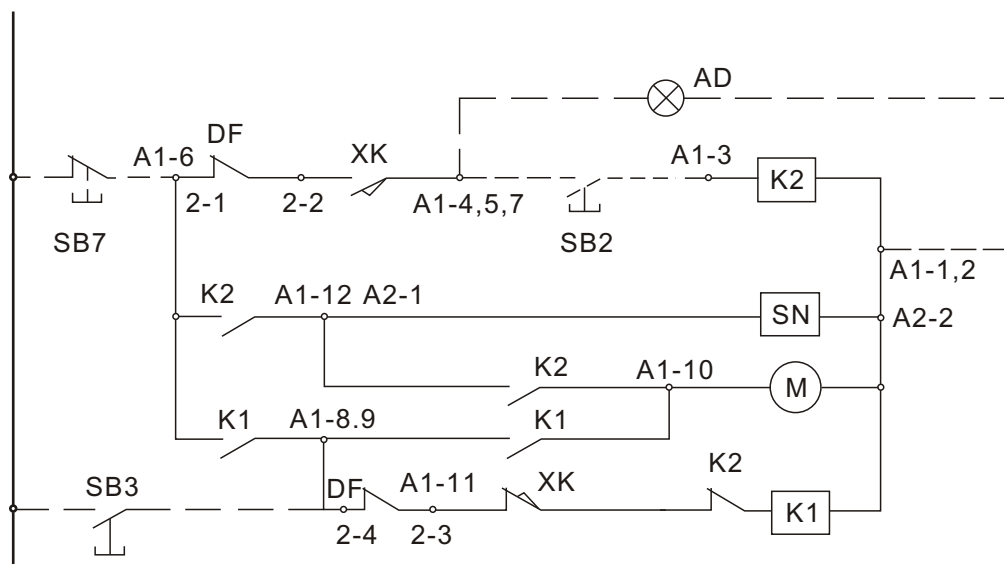 AD
DF
A1-6
XK
A1-3
K2
2-1
2-2
A1-4,5,7
SB7
SB2
A1-1,2
K2
A1-12 A2-1
SN
A2-2
K2
A1-10
M
K1
A1-8.9
K1
K2
SB3
DF
A1-11
XK
K1
2-4
2-3